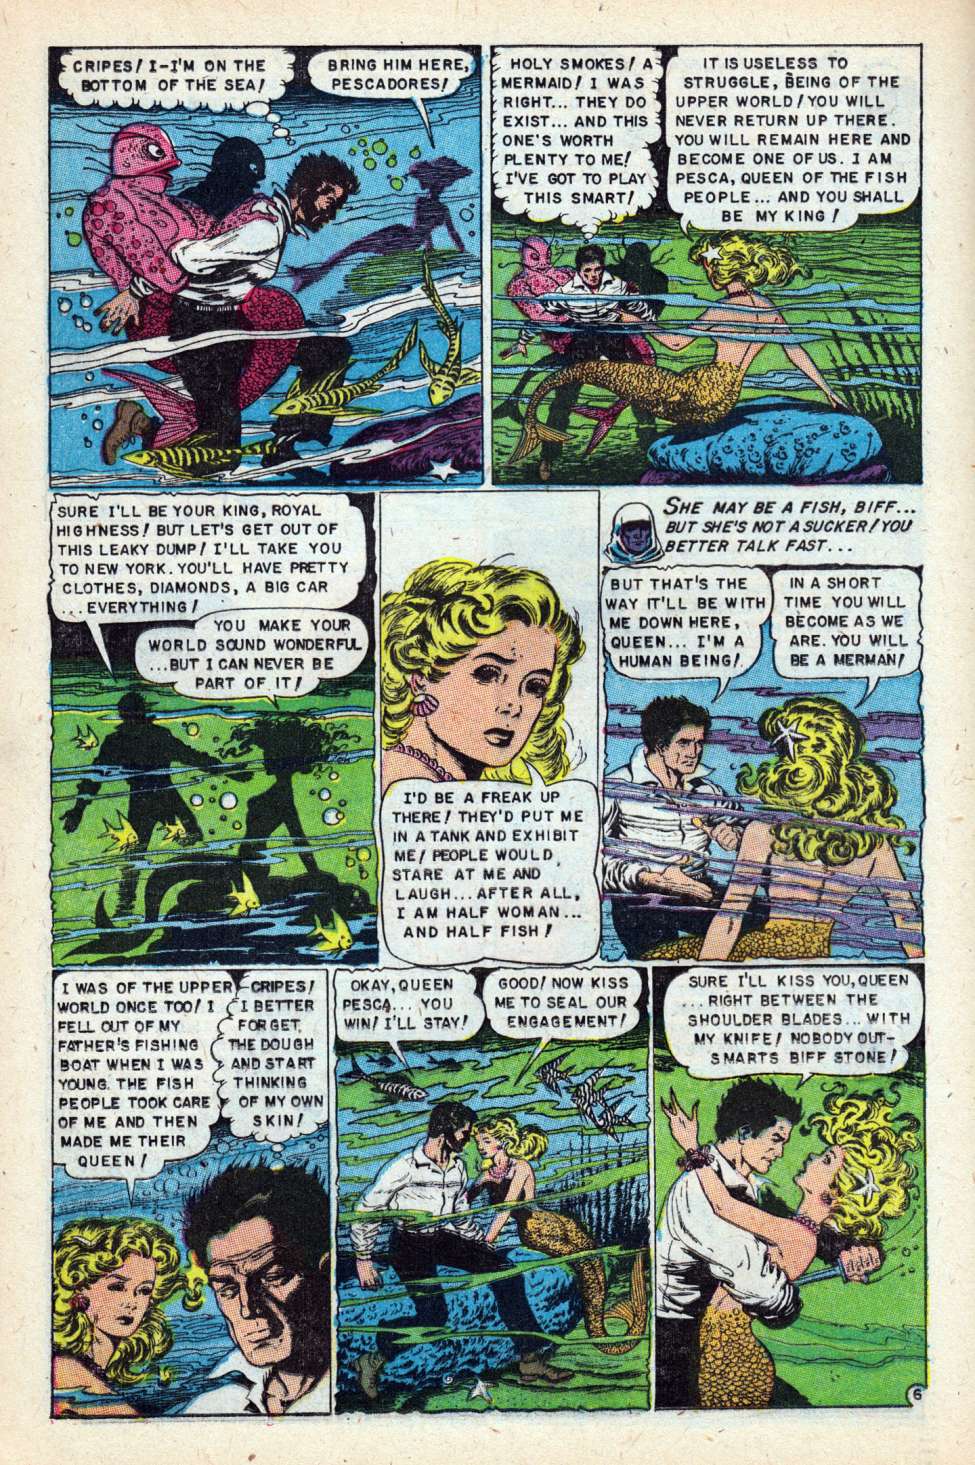 CRIPES! I-I'M ON THE
BOTTOM OF THE SEA!
BRING HIM HERE,
PESCADORES!
HOLY SMOKES! A
MERMAID! I WAS
RIGHT... THEY DO
EXIST... AND THIS
ONE'S WORTH
PLENTY TO ME!
I'VE GOT TO PLAY
THIS SMART!
IT IS USELESS TO
STRUGGLE, BEING OF THE
UPPER WORLD! YOU WILL
NEVER RETURN UP THERE.
YOU WILL REMAIN HERE AND
BECOME ONE OF US. I AM
PESCA, QUEEN OF THE FISH
PEOPLE... AND YOU SHALL
BE MY KING!
SURE I'LL BE YOUR KING, ROYAL
HIGHNESS! BUT LET'S GET OUT OF
THIS LEAKY DUMP! I'LL TAKE YOU
TO NEW YORK. YOU'LL HAVE PRETTY
CLOTHES, DIAMONDS, A BIG CAR
...EVERYTHING!
YOU MAKE YOUR
WORLD SOUND WONDERFUL
...BUT I CAN NEVER BE
PART OF IT!
I'D BE A FREAK UP
THERE! THEY'D PUT ME
IN A TANK AND EXHIBIT
ME! PEOPLE WOULD
STARE AT ME AND
LAUGH... AFTER ALL,
I AM HALF WOMAN...
AND HALF FISH!
SHE MAY BE A FISH, BIFF...
BUT SHE'S NOT A SUCKER! YOU
BETTER TALK FAST...
BUT THAT'S THE
WAY IT'LL BE WITH
ME DOWN HERE,
QUEEN... I'M A
HUMAN BEING!
IN A SHORT
TIME YOU WILL
BECOME AS WE
ARE. YOU WILL
BE A MERMAN!
I WAS OF THE UPPER
WORLD ONCE TOO! I
FELL OUT OF MY
FATHER'S FISHING
BOAT WHEN I WAS
YOUNG. THE FISH
PEOPLE TOOK CARE
OF ME AND THEN
MADE ME THEIR
QUEEN!
CRIPES!
I BETTER
FORGET
THE DOUGH
AND START
THINKING
OF MY OWN
SKIN!
OKAY, QUEEN
PESCA... YOU
WIN! I'LL STAY!
GOOD! NOW KISS
ME TO SEAL OUR
ENGAGEMENT!
SURE I'LL KISS YOU, QUEEN
...RIGHT BETWEEN THE
SHOULDER BLADES... WITH
MY KNIFE! NOBODY OUT-
SMARTS BIFF STONE!
6